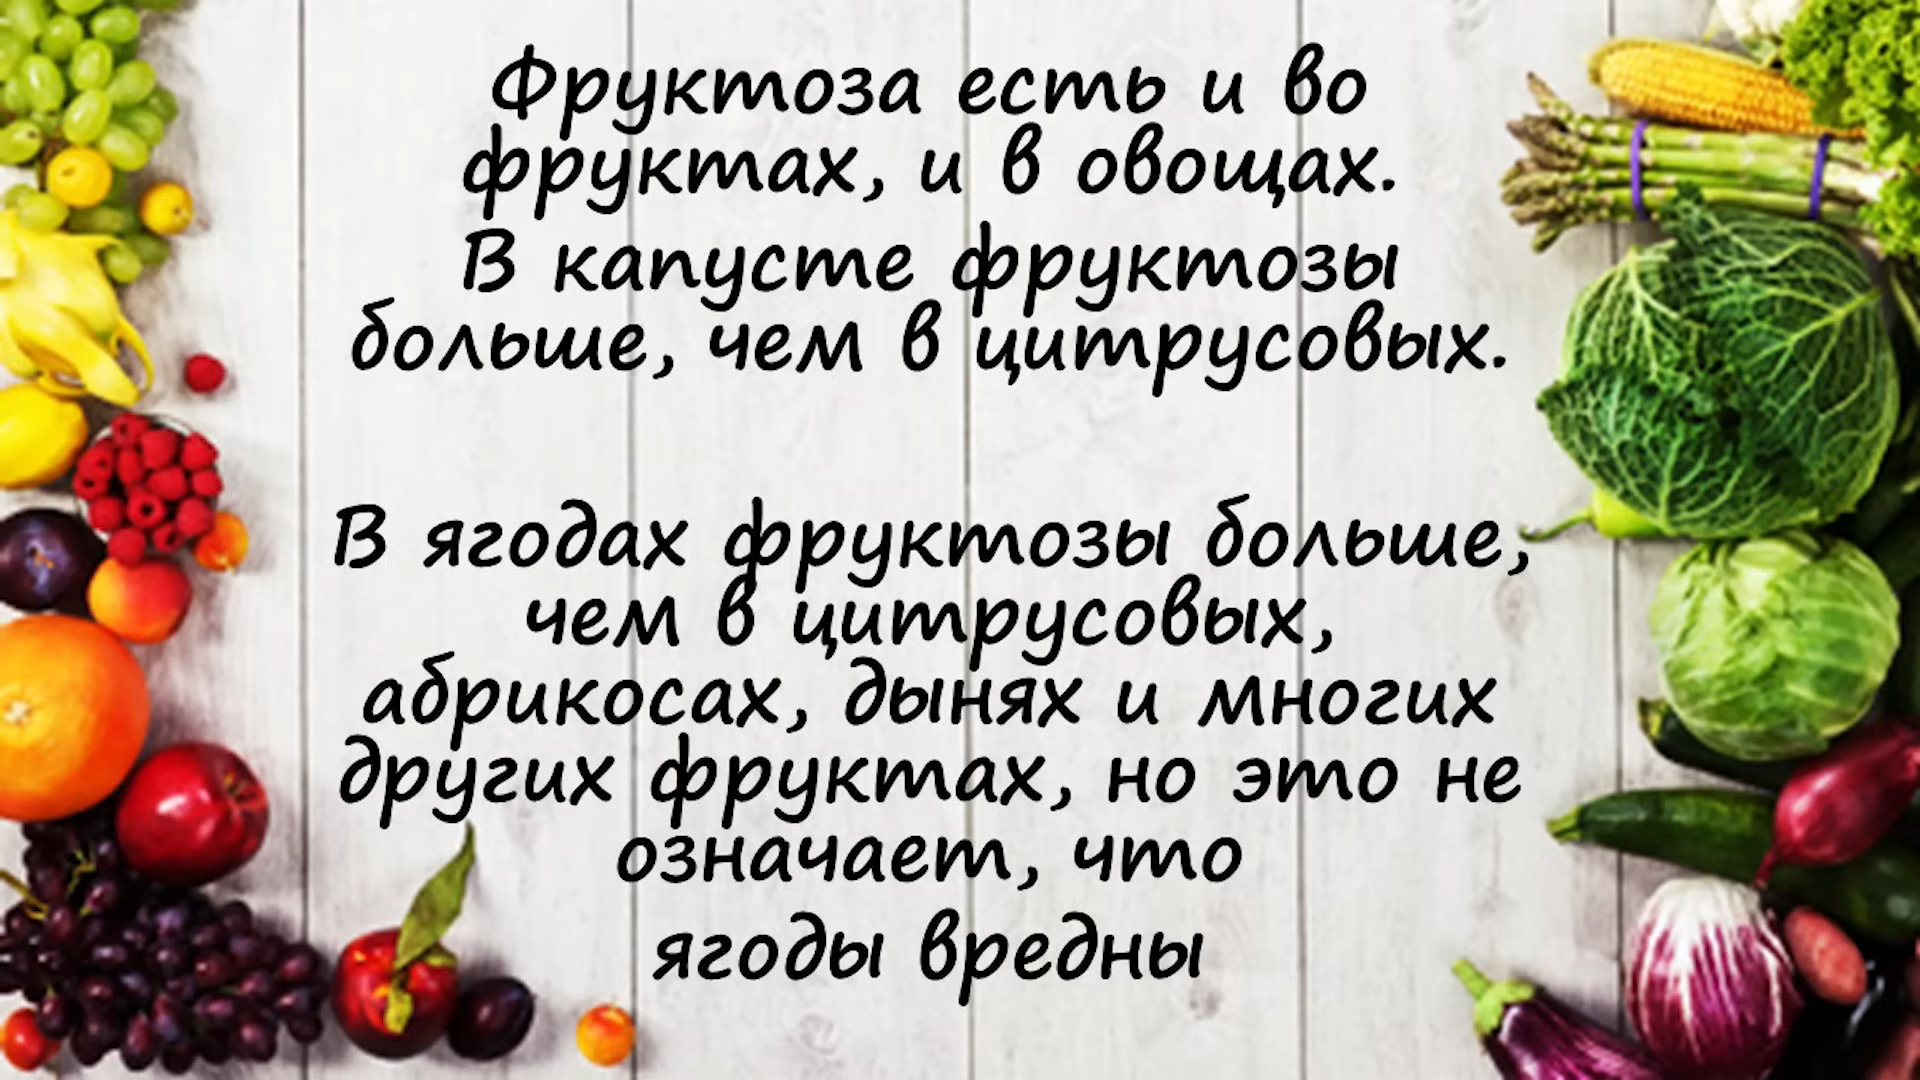 Фруктоза есть и во
фруктах, и в овощах.
В капусте фруктозы
больше, чем в цитрусовых.
В ягодах фруктозы больше,
чем в цитрусовых,
абрикосах, дынях и многих
других фруктах, но это не
означает, что
ягоды вредны